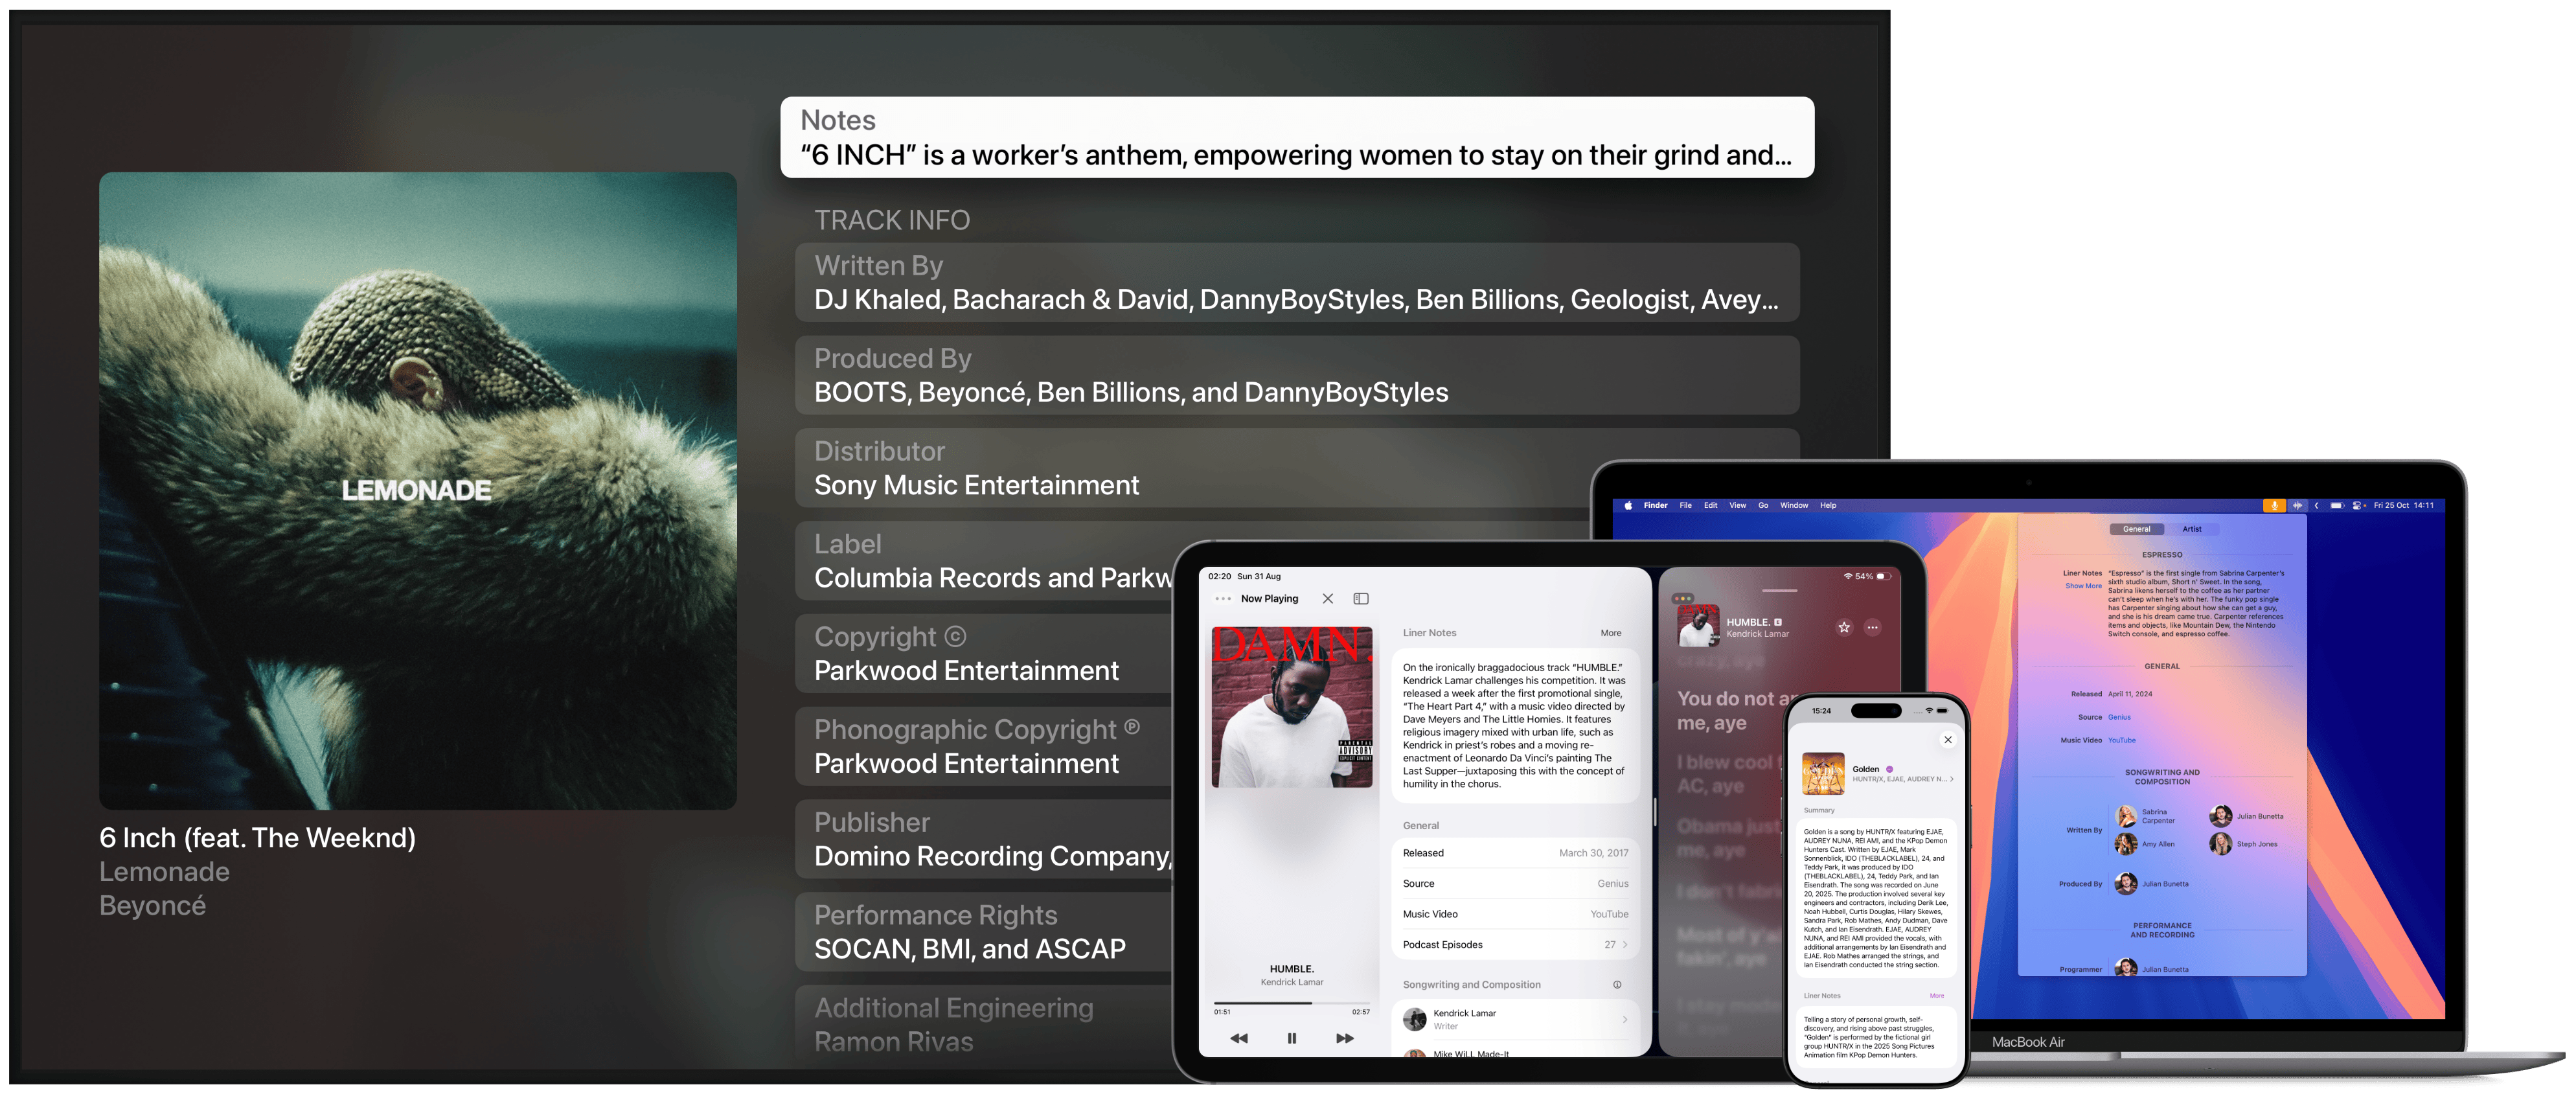 Notes
“6 INCH” is a worker’s anthem, empowering women to stay on their grind and...
TRACK INFO
Written By
DJ Khaled, Bacharach & David, DannyBoyStyles, Ben Billions, Geologist, Avey...
Produced By
BOOTS, Beyoncé, Ben Billions, and DannyBoyStyles
Distributor
Sony Music Entertainment
Label
Columbia Records and Parkw
Copyright ©
Parkwood Entertainment
Phonographic Copyright ℗
Parkwood Entertainment
Publisher
Domino Recording Company,
Performance Rights
SOCAN, BMI, and ASCAP
Additional Engineering
Ramon Rivas
LEMONADE
6 Inch (feat. The Weeknd)
Lemonade
Beyoncé
02:20 Sun 31 Aug
Now Playing
DAMN.
PARENTAL
ADVISORY
EXPLICIT CONTENT
HUMBLE.
Kendrick Lamar
01:51
02:57
Liner Notes
More
On the ironically braggadocious track “HUMBLE.”
Kendrick Lamar challenges his competition. It was
released a week after the first promotional single,
“The Heart Part 4,” with a music video directed by
Dave Meyers and The Little Homies. It features
religious imagery mixed with urban life, such as
Kendrick in priest’s robes and a moving re-
enactment of Leonardo Da Vinci’s painting The
Last Supper—juxtaposing this with the concept of
humility in the chorus.
General
Released March 30, 2017
Source Genius
Music Video YouTube
Podcast Episodes 27
Songwriting and Composition
Kendrick Lamar
Writer
Mike WiLL Made-It
54%
HUMBLE. E
Kendrick Lamar
crazy, aye
You do not a
me, aye
I blew cool
AC, aye
Obama just
me, aye
I don't fabri
Most of y'a
fakin', aye
I stay mode
15:24
Golden
HUNTR/X, EJAE, AUDREY N...
Summary
Golden is a song by HUNTR/X featuring EJAE,
AUDREY NUNA, REI AMI, and the KPop Demon
Hunters Cast. Written by EJAE, Mark
Sonnenblick, IDO (THEBLACKLABEL), 24, and
Teddy Park, it was produced by IDO
(THEBLACKLABEL), 24, Teddy Park, and Ian
Eisendrath. The song was recorded on June
20, 2025. The production involved several key
engineers and contractors, including Derik Lee,
Noah Hubbell, Curtis Douglas, Hilary Skewes,
Sandra Park, Rob Mathes, Andy Dudman, Dave
Kutch, and Ian Eisendrath. EJAE, AUDREY
NUNA, and REI AMI provided the vocals, with
additional arrangements by Ian Eisendrath and
EJAE. Rob Mathes arranged the strings, and
Ian Eisendrath conducted the string section.
Liner Notes
More
Telling a story of personal growth, self-
discovery, and rising above past struggles,
“Golden” is performed by the fictional girl
group HUNTR/X in the 2025 Song Pictures
Animation film KPop Demon Hunters.
Finder File Edit View Go Window Help
Fri 25 Oct 14:11
General Artist
ESPRESSO
Liner Notes
Show More
“Espresso” is the first single from Sabrina Carpenter’s
sixth studio album, Short n’ Sweet. In the song,
Sabrina likens herself to the coffee as her partner
can’t sleep when he’s with her. The funky pop single
has Carpenter singing about how she can get a guy,
and she is his dream came true. Carpenter references
items and objects, like Mountain Dew, the Nintendo
Switch console, and espresso coffee.
GENERAL
Released April 11, 2024
Source Genius
Music Video YouTube
SONGWRITING AND
COMPOSITION
Written By
Sabrina
Carpenter
Julian Bunetta
Amy Allen
Steph Jones
Produced By Julian Bunetta
PERFORMANCE
AND RECORDING
Programmer Julian Bunetta
MacBook Air